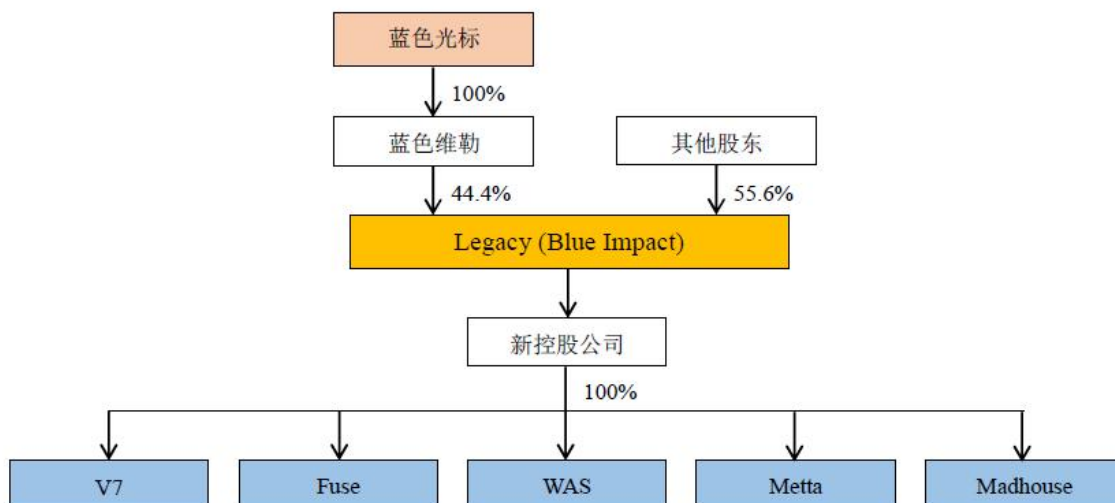 蓝色光标
100%
蓝色维勒
其他股东
44.4%
55.6%
Legacy (Blue Impact)
新控股公司
100%
V7
Fuse
WAS
Metta
Madhouse